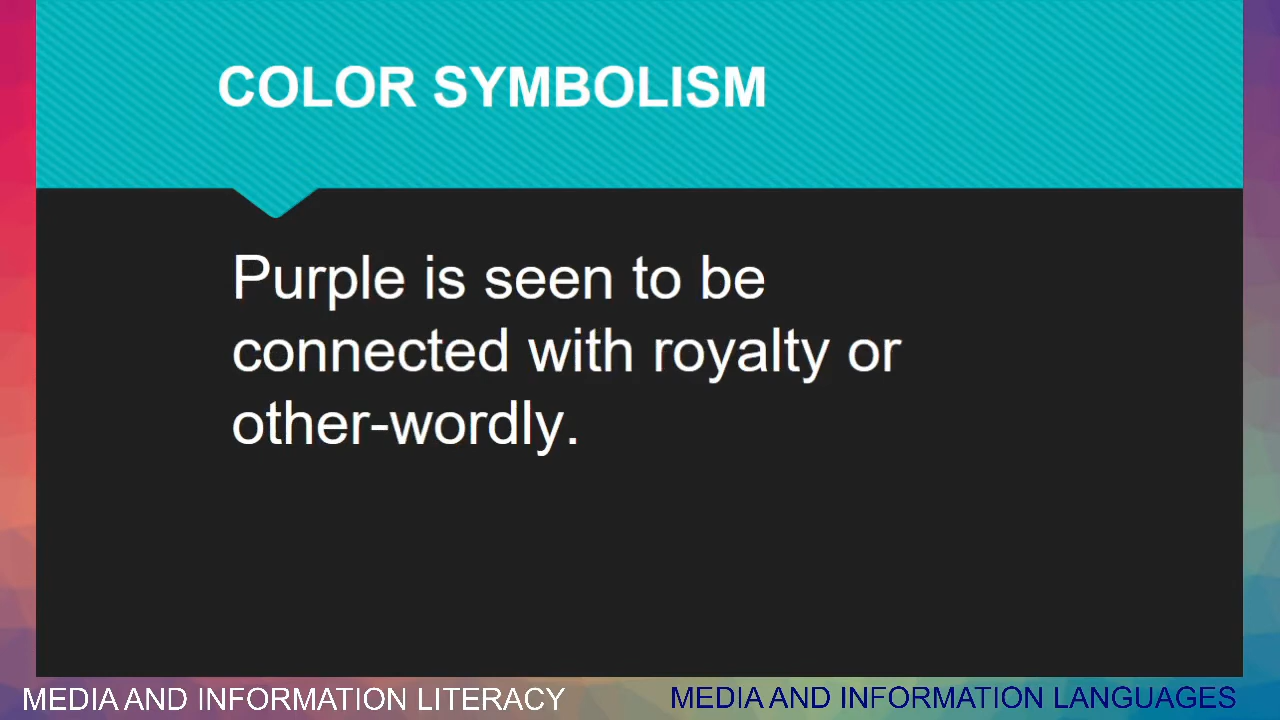 COLOR SYMBOLISM
Purple is seen to be
connected with royalty or
other-wordly.
MEDIA AND INFORMATION LITERACY
MEDIA AND INFORMATION LANGUAGES